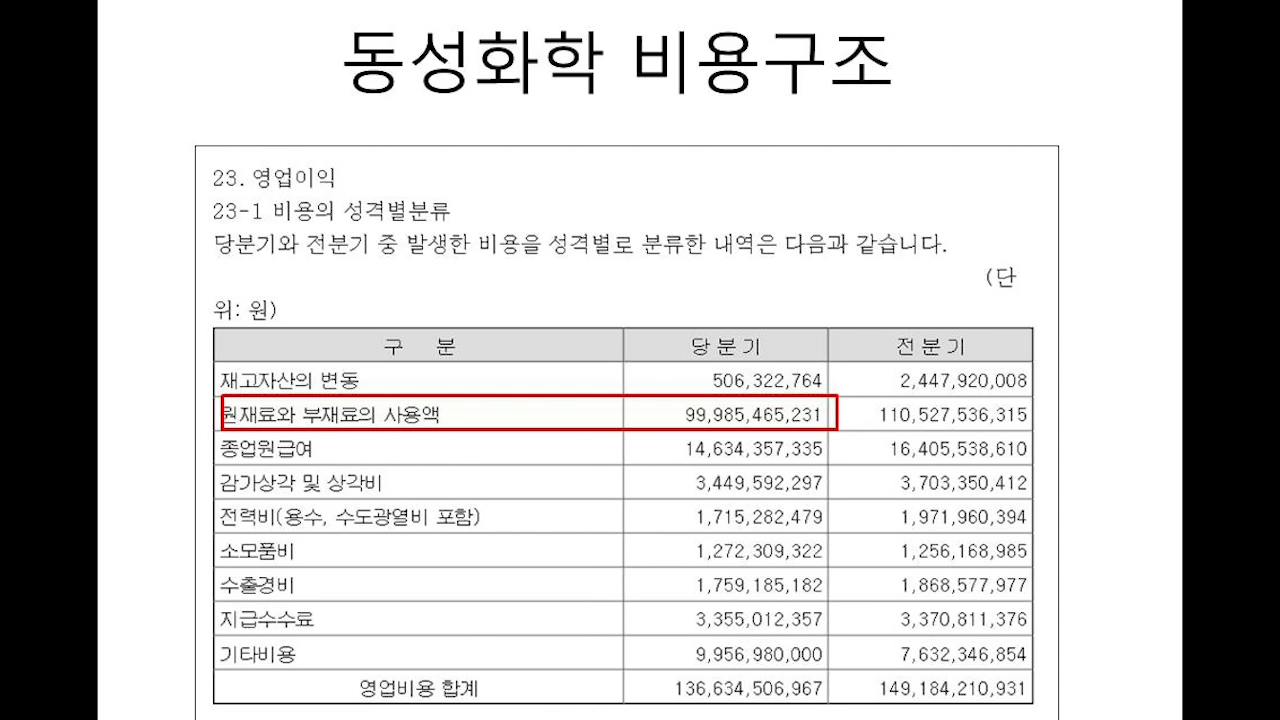 동성화학 비용구조
23. 영업이익
23-1 비용의 성격별분류
당분기와 전분기 중 발생한 비용을 성격별로 분류한 내역은 다음과 같습니다.
(단
위: 원)
구 분 당분기 전분기
재고자산의 변동 506,322,764 2,447,920,008
원재료와 부재료의 사용액 99,985,465,231 110,527,536,315
종업원급여 14,634,357,335 16,405,538,610
감가상각 및 상각비 3,449,592,297 3,703,350,412
전력비(용수, 수도광열비 포함) 1,715,282,479 1,971,960,394
소모품비 1,272,309,322 1,256,168,985
수출경비 1,759,185,182 1,868,577,977
지급수수료 3,355,012,357 3,370,811,376
기타비용 9,956,980,000 7,632,346,854
영업비용 합계 136,634,506,967 149,184,210,931